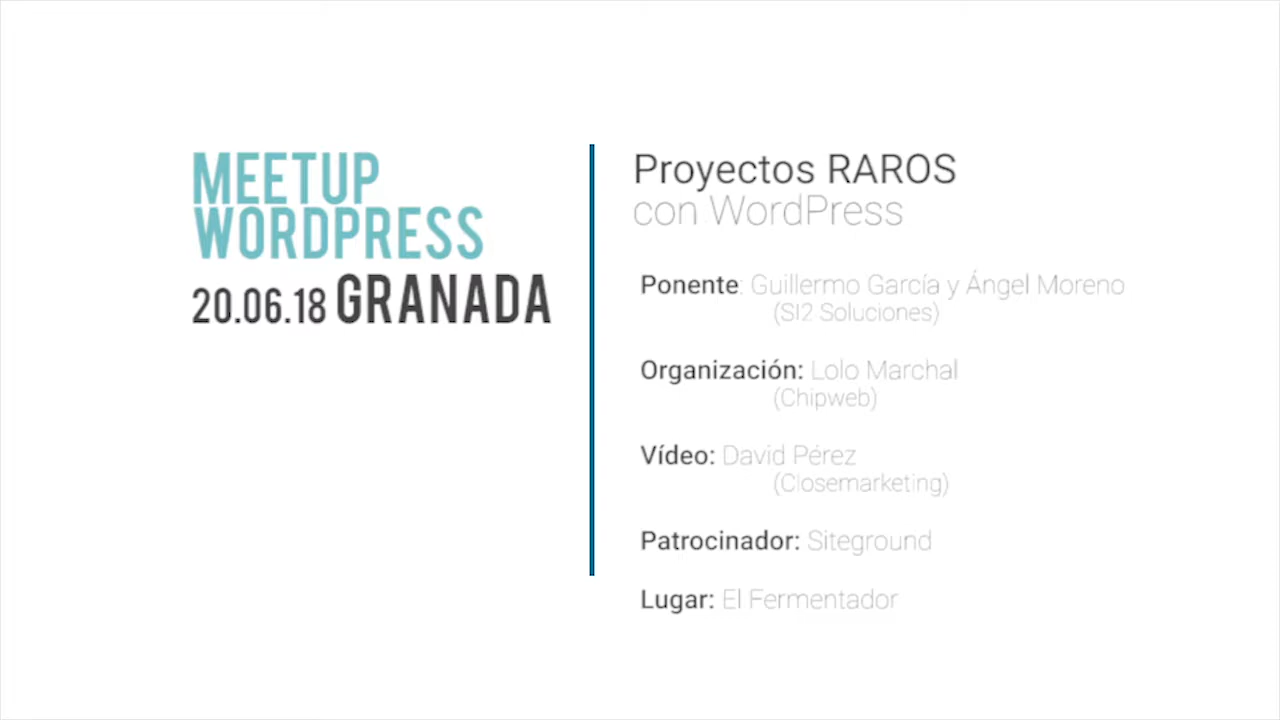 MEETUP
WORDPRESS
20.06.18 GRANADA
Proyectos RAROS
con WordPress
Ponente: Guillermo García y Ángel Moreno
(SI2 Soluciones)
Organización: Lolo Marchal
(Chipweb)
Vídeo: David Pérez
(Closemarketing)
Patrocinador: Siteground
Lugar: El Fermentador